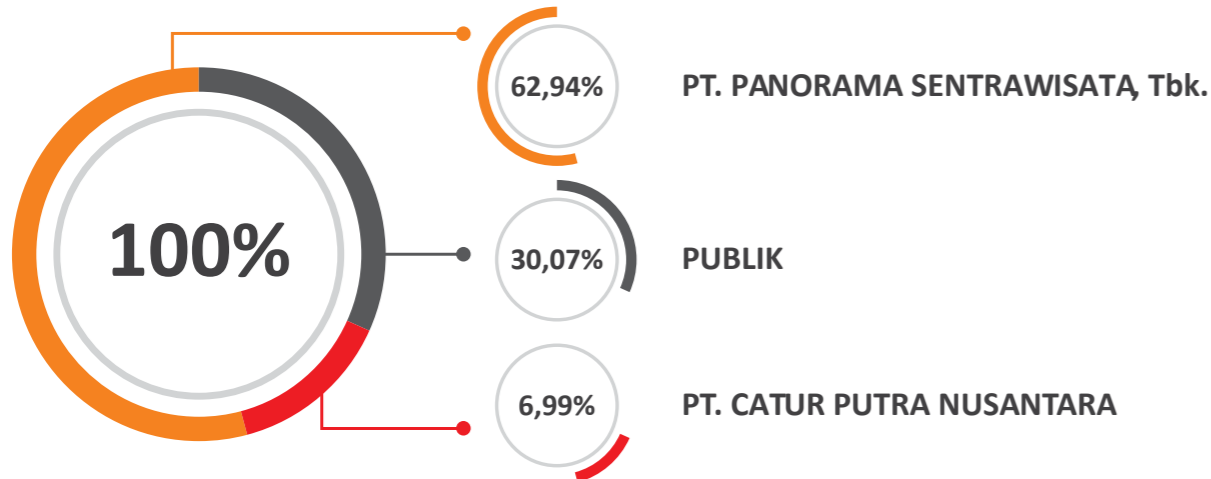 62,94% PT. PANORAMA SENTRAWISATA, Tbk.
100%
30,07% PUBLIK
6,99% PT. CATUR PUTRA NUSANTARA